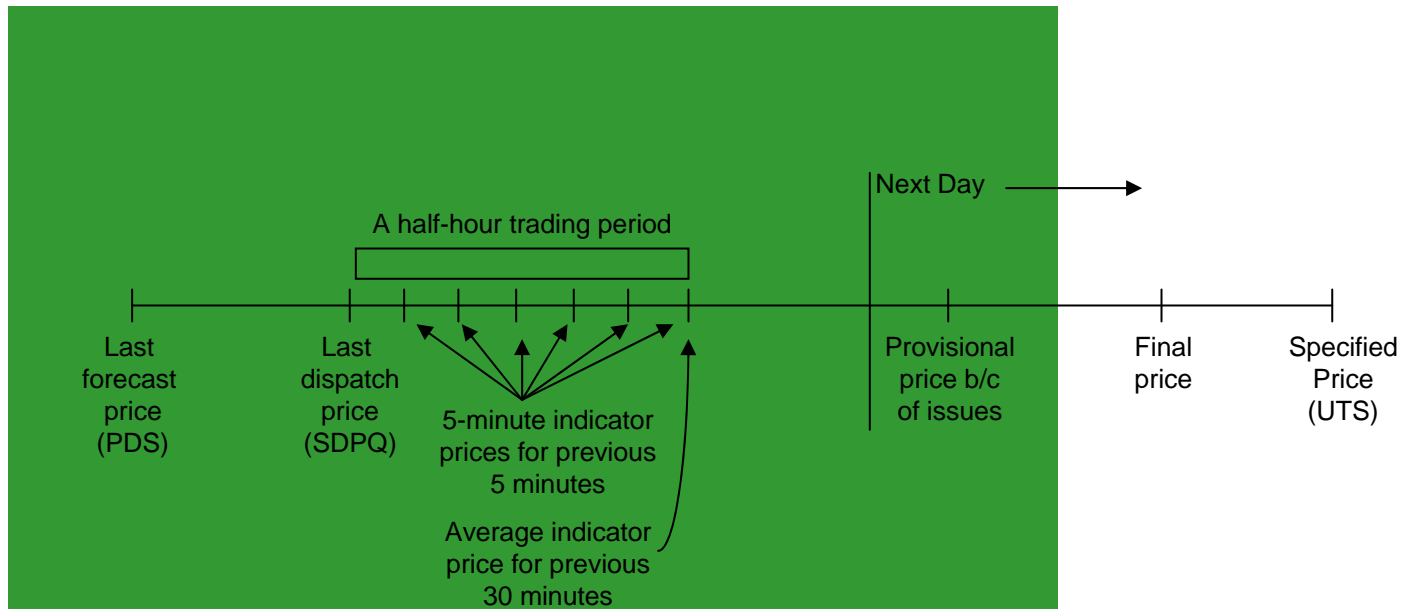 Next Day
A half-hour trading period
Last
forecast
price
(PDS)
Last
dispatch
price
(SDPQ)
5-minute indicator
prices for previous
5 minutes
Average indicator
price for previous
30 minutes
Provisional
price b/c
of issues
Final
price
Specified
Price
(UTS)